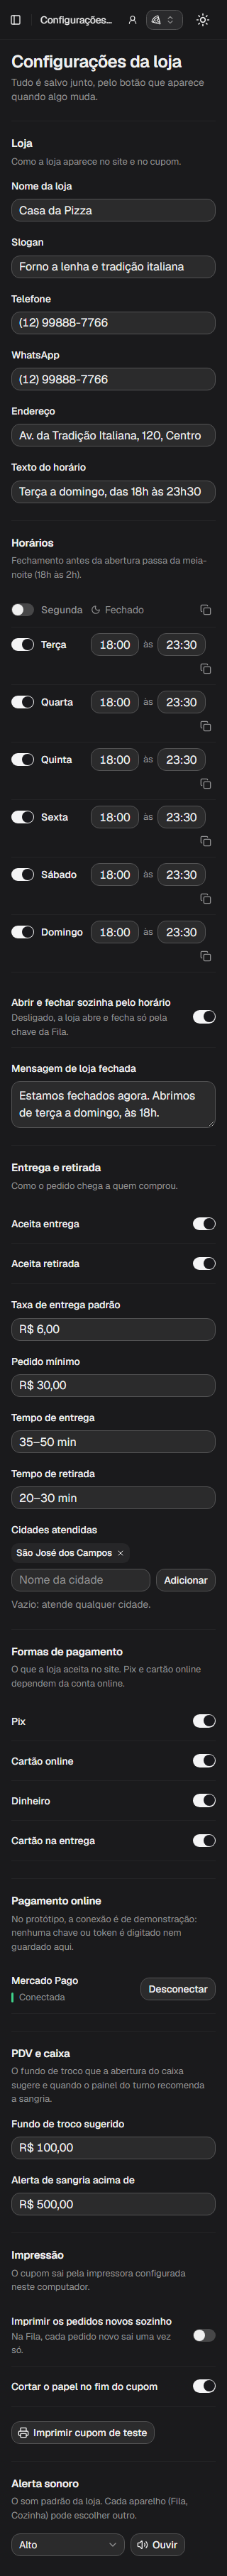 Configurações...
Configurações da loja
Tudo é salvo junto, pelo botão que aparece
quando algo muda.
Loja
Como a loja aparece no site e no cupom.
Nome da loja
Casa da Pizza
Slogan
Forno a lenha e tradição italiana
Telefone
(12) 99888-7766
WhatsApp
(12) 99888-7766
Endereço
Av. da Tradição Italiana, 120, Centro
Texto do horário
Terça a domingo, das 18h às 23h30
Horários
Fechamento antes da abertura passa da meia-
noite (18h às 2h).
Segunda Fechado
Terça 18:00 às 23:30
Quarta 18:00 às 23:30
Quinta 18:00 às 23:30
Sexta 18:00 às 23:30
Sábado 18:00 às 23:30
Domingo 18:00 às 23:30
Abrir e fechar sozinha pelo horário
Desligado, a loja abre e fecha só pela
chave da Fila.
Mensagem de loja fechada
Estamos fechados agora. Abrimos
de terça a domingo, às 18h.
Entrega e retirada
Como o pedido chega a quem comprou.
Aceita entrega
Aceita retirada
Taxa de entrega padrão
R$ 6,00
Pedido mínimo
R$ 30,00
Tempo de entrega
35–50 min
Tempo de retirada
20–30 min
Cidades atendidas
São José dos Campos
Nome da cidade Adicionar
Vazio: atende qualquer cidade.
Formas de pagamento
O que a loja aceita no site. Pix e cartão online
dependem da conta online.
Pix
Cartão online
Dinheiro
Cartão na entrega
Pagamento online
No protótipo, a conexão é de demonstração:
nenhuma chave ou token é digitado nem
guardado aqui.
Mercado Pago
Conectada
Desconectar
PDV e caixa
O fundo de troco que a abertura do caixa
sugere e quando o painel do turno recomenda
a sangria.
Fundo de troco sugerido
R$ 100,00
Alerta de sangria acima de
R$ 500,00
Impressão
O cupom sai pela impressora configurada
neste computador.
Imprimir os pedidos novos sozinho
Na Fila, cada pedido novo sai uma vez
só.
Cortar o papel no fim do cupom
Imprimir cupom de teste
Alerta sonoro
O som padrão da loja. Cada aparelho (Fila,
Cozinha) pode escolher outro.
Alto Ouvir